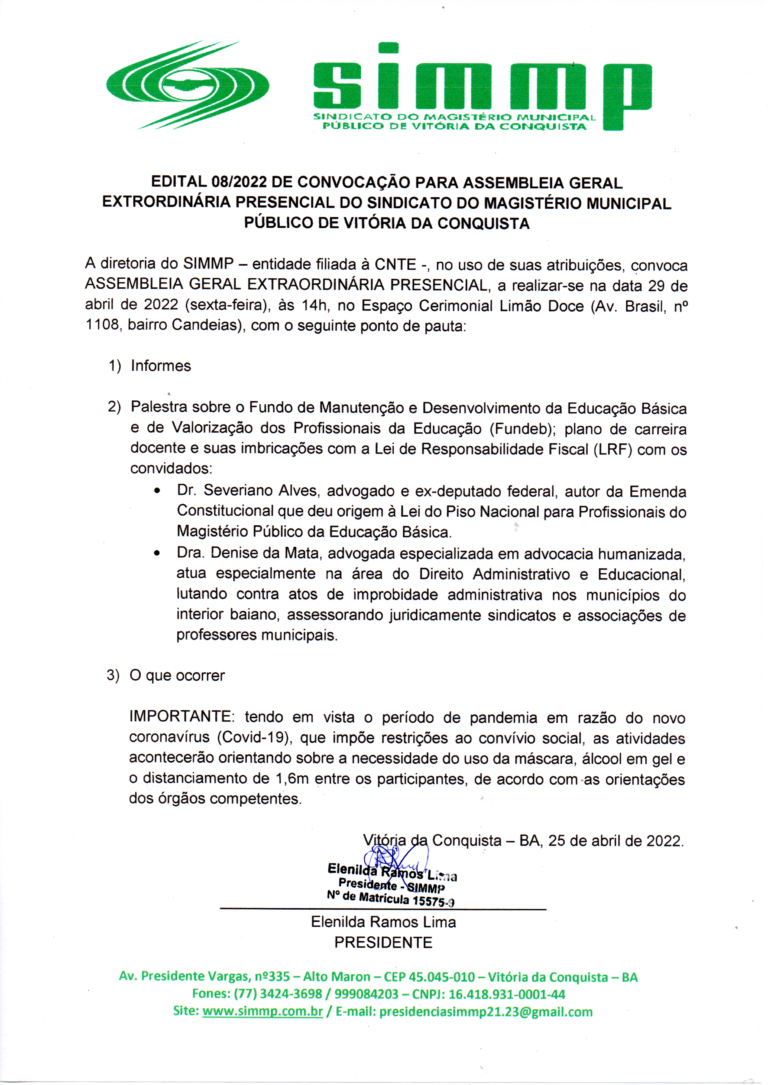 simmp
SINDICATO DO MAGISTÉRIO MUNICIPAL
PÚBLICO DE VITÓRIA DA CONQUISTA
EDITAL 08/2022 DE CONVOCAÇÃO PARA ASSEMBLEIA GERAL
EXTRORDINÁRIA PRESENCIAL DO SINDICATO DO MAGISTÉRIO MUNICIPAL
PÚBLICO DE VITÓRIA DA CONQUISTA
A diretoria do SIMMP – entidade filiada à CNTE -, no uso de suas atribuições, convoca
ASSEMBLEIA GERAL EXTRAORDINÁRIA PRESENCIAL, a realizar-se na data 29 de
abril de 2022 (sexta-feira), às 14h, no Espaço Cerimonial Limão Doce (Av. Brasil, nº
1108, bairro Candeias), com o seguinte ponto de pauta:
1) Informes
2) Palestra sobre o Fundo de Manutenção e Desenvolvimento da Educação Básica
e de Valorização dos Profissionais da Educação (Fundeb); plano de carreira
docente e suas imbricações com a Lei de Responsabilidade Fiscal (LRF) com os
convidados:
• Dr. Severiano Alves, advogado e ex-deputado federal, autor da Emenda
Constitucional que deu origem à Lei do Piso Nacional para Profissionais do
Magistério Público da Educação Básica.
• Dra. Denise da Mata, advogada especializada em advocacia humanizada,
atua especialmente na área do Direito Administrativo e Educacional,
lutando contra atos de improbidade administrativa nos municípios do
interior baiano, assessorando juridicamente sindicatos e associações de
professores municipais.
3) O que ocorrer
IMPORTANTE: tendo em vista o período de pandemia em razão do novo
coronavírus (Covid-19), que impõe restrições ao convívio social, as atividades
acontecerão orientando sobre a necessidade do uso da máscara, álcool em gel e
o distanciamento de 1,6m entre os participantes, de acordo com as orientações
dos órgãos competentes.
Vitória da Conquista – BA, 25 de abril de 2022.
Elenilda Ramos Lima
Presidente - SIMMP
Nº de Matrícula 15575-9
Elenilda Ramos Lima
PRESIDENTE
Av. Presidente Vargas, nº335 – Alto Maron – CEP 45.045-010 – Vitória da Conquista – BA
Fones: (77) 3424-3698 / 999084203 – CNPJ: 16.418.931-0001-44
Site: www.simmp.com.br / E-mail: presidenciasimmp21.23@gmail.com